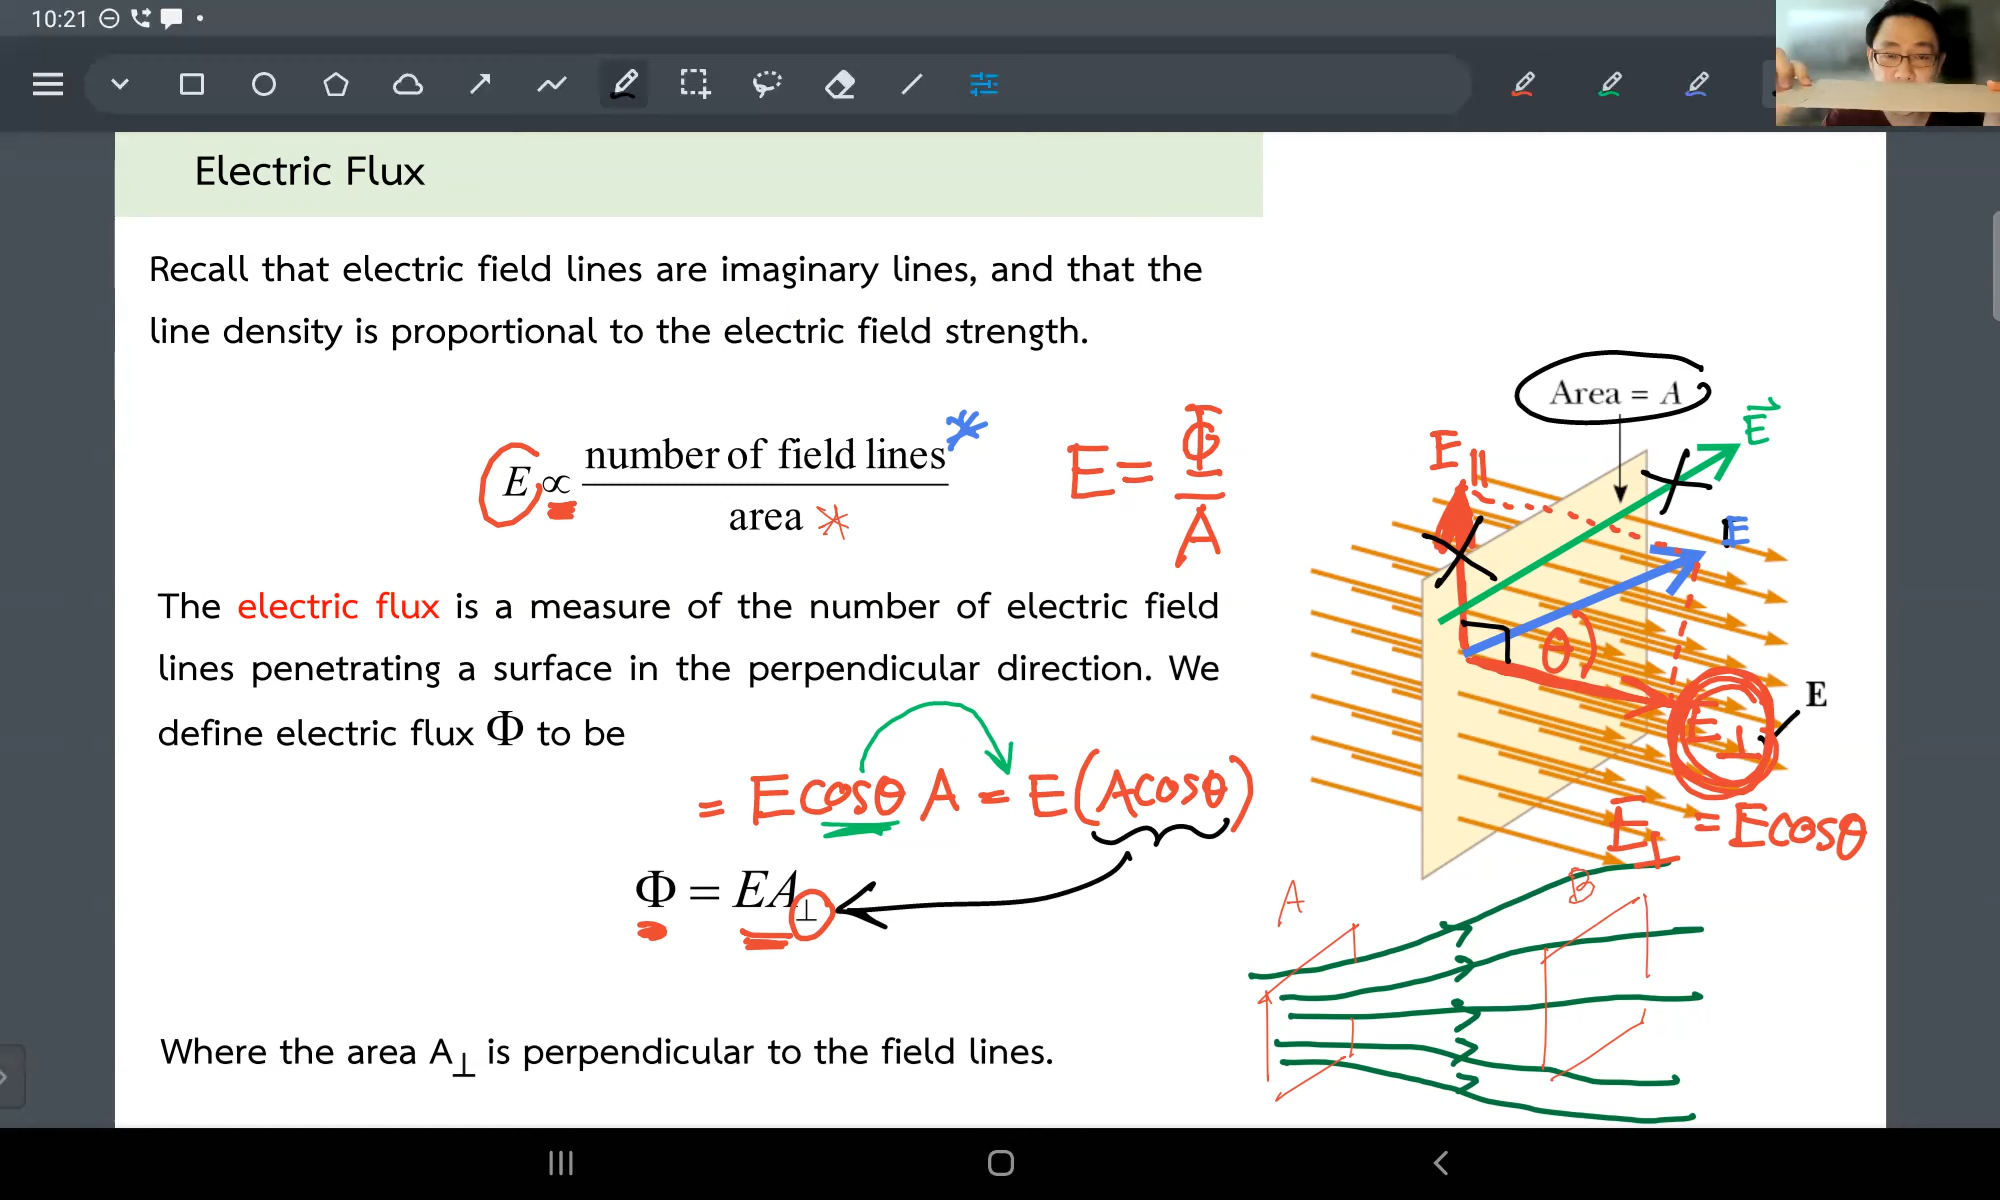 10:21
Electric Flux
Recall that electric field lines are imaginary lines, and that the
line density is proportional to the electric field strength.
E ∝ number of field lines / area
E = Φ / A
The electric flux is a measure of the number of electric field
lines penetrating a surface in the perpendicular direction. We
define electric flux Φ to be
= E cosθ A = E (A cosθ)
Φ = EA⊥
Where the area A⊥ is perpendicular to the field lines.
Area = A
E⃗
E∥
E
θ
E⊥
E
E⊥ = E cosθ
A
B